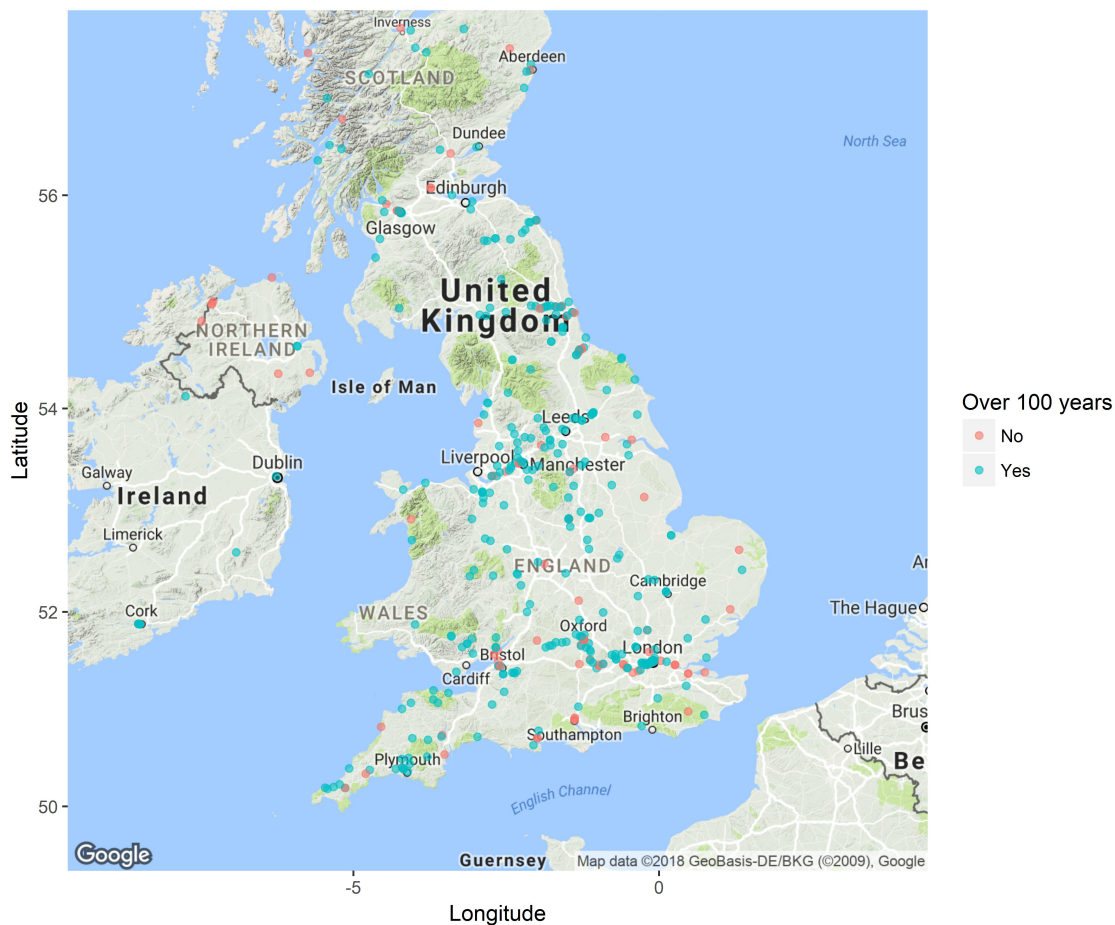 Inverness
Aberdeen
SCOTLAND
Dundee
North Sea
56
Edinburgh
Glasgow
United
Kingdom
NORTHERN
IRELAND
Isle of Man
Over 100 years
No
Yes
54
Leeds
Latitude
Liverpool
Manchester
Dublin
Galway
Ireland
Limerick
ENGLAND
Cambridge
An
52
Cork
WALES
The Hague
Oxford
London
Bristol
Cardiff
Brus
Brighton
Southampton
Lille
Be
Plymouth
50
English Channel
Google
Guernsey
Map data ©2018 GeoBasis-DE/BKG (©2009), Google
-5
0
Longitude